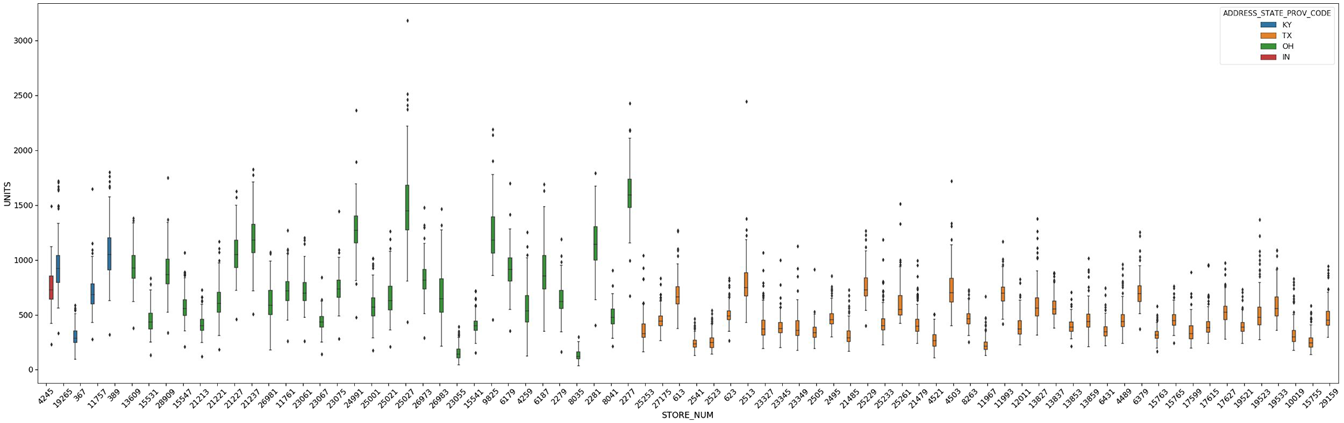 ADDRESS_STATE_PROV_CODE
KY
TX
OH
IN
3000
2500
2000
1500
1000
500
0
UNITS
4245 19265 367 11757 389 13609 15531 28909 15547 21213 21221 21227 21237 26981 11761 23061 23067 23075 24991 25001 25021 25027 26973 26983 23055 15541 9825 6179 4259 6187 2279 8035 2281 8041 2277 25253 27175 613 2541 2523 623 2513 23327 23345 23349 2505 2495 21485 25229 25233 25261 21479 4521 4503 8263 11967 11993 12011 13827 13837 13853 13859 6431 4489 6379 15763 15765 17599 17615 17627 19521 19523 19533 10019 15755 29159
STORE_NUM